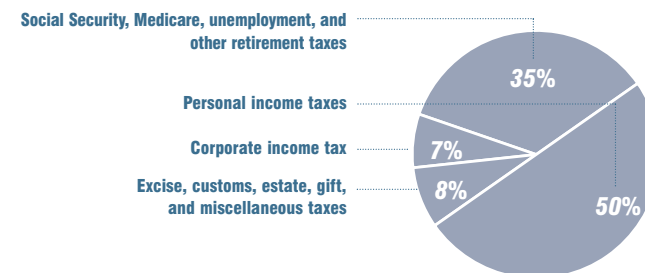 Social Security, Medicare, unemployment, and
other retirement taxes
35%
Personal income taxes
50%
Corporate income tax
7%
Excise, customs, estate, gift,
and miscellaneous taxes
8%